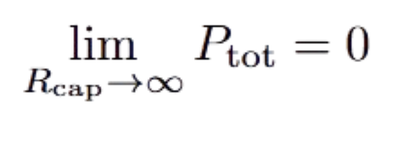 lim P_tot = 0
R_cap→∞